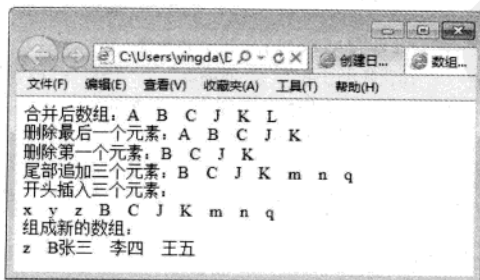 C:\Users\yingda\D
创建日...
数组...
文件(F) 编辑(E) 查看(V) 收藏夹(A) 工具(T) 帮助(H)
合并后数组：A B C J K L
删除最后一个元素：A B C J K
删除第一个元素：B C J K
尾部追加三个元素：B C J K m n q
开头插入三个元素：
x y z B C J K m n q
组成新的数组：
z B张三 李四 王五